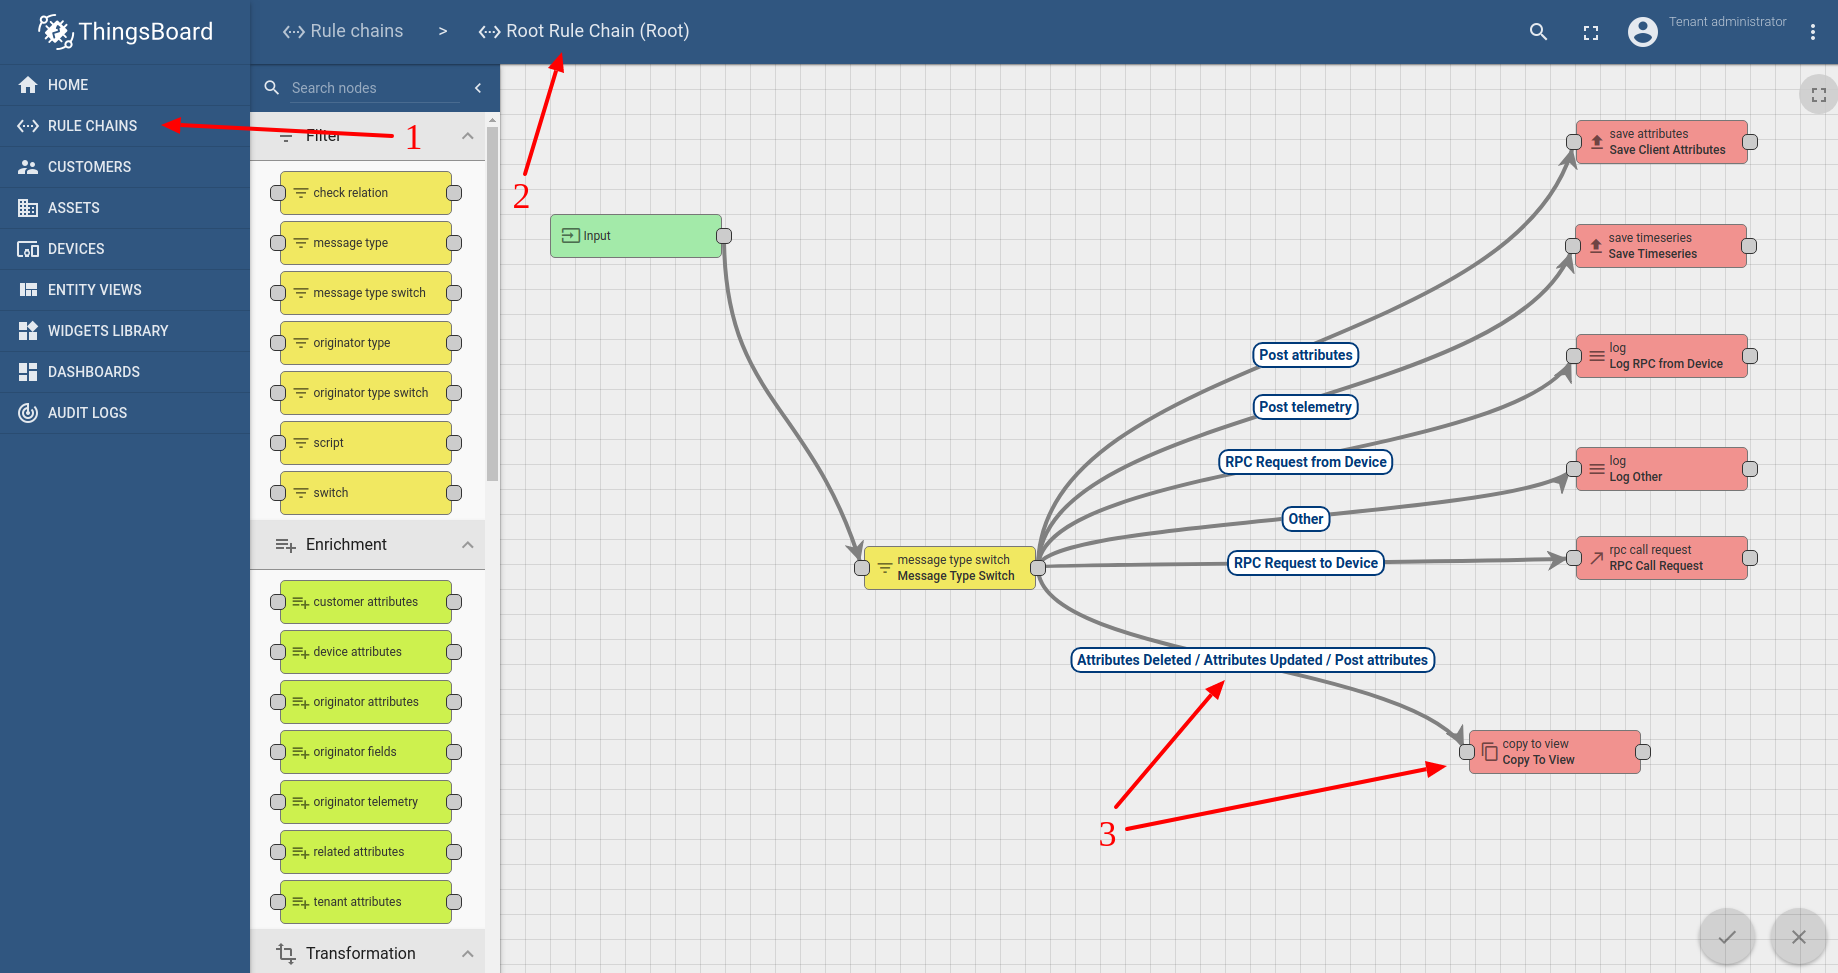 ThingsBoard
Rule chains > Root Rule Chain (Root)
Tenant administrator
HOME
RULE CHAINS
CUSTOMERS
ASSETS
DEVICES
ENTITY VIEWS
WIDGETS LIBRARY
DASHBOARDS
AUDIT LOGS
Search nodes
Filter
check relation
message type
message type switch
originator type
originator type switch
script
switch
Enrichment
customer attributes
device attributes
originator attributes
originator fields
originator telemetry
related attributes
tenant attributes
Transformation
1
2
Input
message type switch
Message Type Switch
Post attributes
Post telemetry
RPC Request from Device
Other
RPC Request to Device
Attributes Deleted / Attributes Updated / Post attributes
save attributes
Save Client Attributes
save timeseries
Save Timeseries
log
Log RPC from Device
log
Log Other
rpc call request
RPC Call Request
copy to view
Copy To View
3